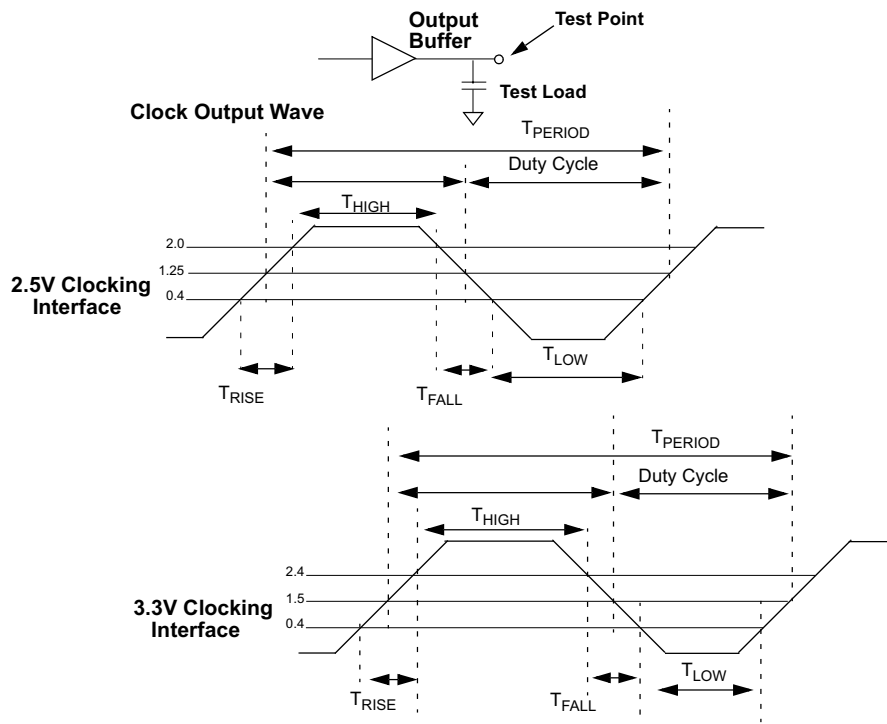 Output
Buffer
Test Point
Test Load
Clock Output Wave
TPERIOD
Duty Cycle
THIGH
2.0
1.25
0.4
2.5V Clocking
Interface
TLOW
TRISE
TFALL
TPERIOD
Duty Cycle
THIGH
2.4
1.5
0.4
3.3V Clocking
Interface
TLOW
TRISE
TFALL